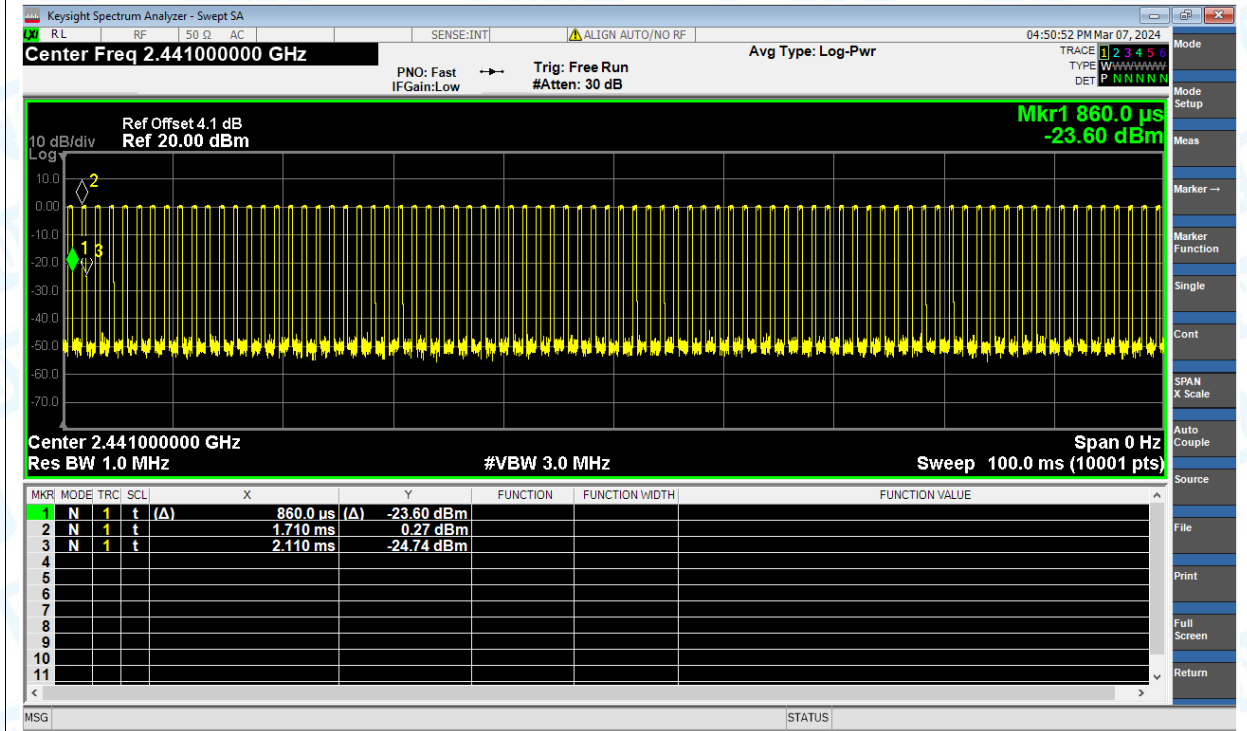 Keysight Spectrum Analyzer - Swept SA
LXI RL RF 50 Ω AC SENSE:INT ALIGN AUTO/NO RF 04:50:52 PM Mar 07, 2024
Center Freq 2.441000000 GHz
PNO: Fast
IFGain:Low
Trig: Free Run
#Atten: 30 dB
Avg Type: Log-Pwr
TRACE 1 2 3 4 5 6
TYPE WWWWWW
DET P N N N N N
Ref Offset 4.1 dB
10 dB/div Ref 20.00 dBm
Log
Mkr1 860.0 µs
-23.60 dBm
10.0
0.00
-10.0
-20.0
-30.0
-40.0
-50.0
-60.0
-70.0
2
1 3
Center 2.441000000 GHz
Span 0 Hz
Res BW 1.0 MHz
#VBW 3.0 MHz
Sweep 100.0 ms (10001 pts)
MKR MODE TRC SCL X Y FUNCTION FUNCTION WIDTH FUNCTION VALUE
1 N 1 t (Δ) 860.0 µs (Δ) -23.60 dBm
2 N 1 t 1.710 ms 0.27 dBm
3 N 1 t 2.110 ms -24.74 dBm
4
5
6
7
8
9
10
11
MSG STATUS
Mode
Mode
Setup
Meas
Marker →
Marker
Function
Single
Cont
SPAN
X Scale
Auto
Couple
Source
File
Print
Full
Screen
Return